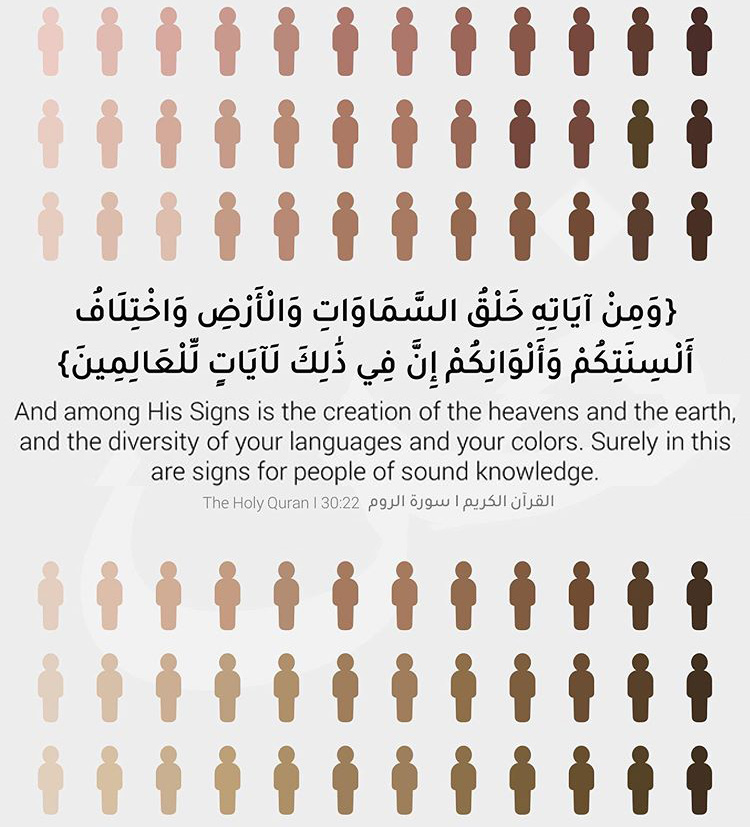 {وَمِنْ آيَاتِهِ خَلْقُ السَّمَاوَاتِ وَالْأَرْضِ وَاخْتِلَافُ
أَلْسِنَتِكُمْ وَأَلْوَانِكُمْ إِنَّ فِي ذَٰلِكَ لَآيَاتٍ لِّلْعَالِمِينَ}
And among His Signs is the creation of the heavens and the earth,
and the diversity of your languages and your colors. Surely in this
are signs for people of sound knowledge.
The Holy Quran I 30:22 القرآن الكريم ا سورة الروم